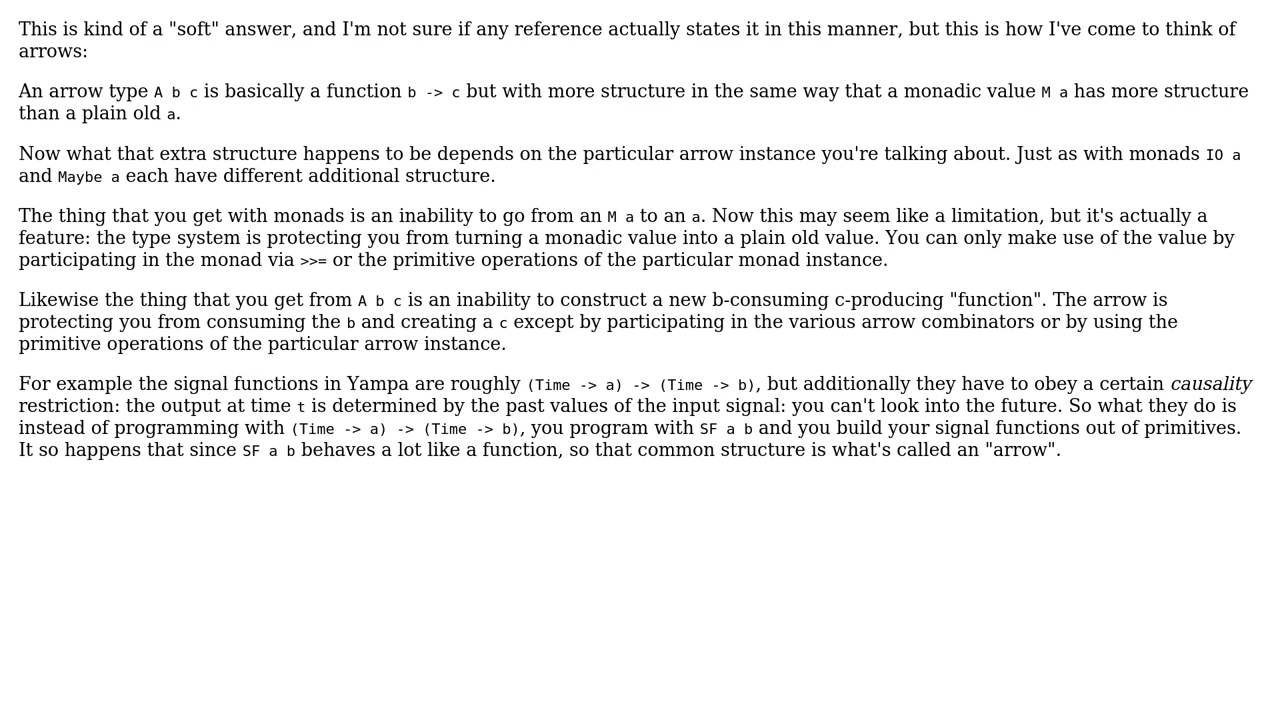 This is kind of a "soft" answer, and I'm not sure if any reference actually states it in this manner, but this is how I've come to think of
arrows:
An arrow type A b c is basically a function b -> c but with more structure in the same way that a monadic value M a has more structure
than a plain old a.
Now what that extra structure happens to be depends on the particular arrow instance you're talking about. Just as with monads IO a
and Maybe a each have different additional structure.
The thing that you get with monads is an inability to go from an M a to an a. Now this may seem like a limitation, but it's actually a
feature: the type system is protecting you from turning a monadic value into a plain old value. You can only make use of the value by
participating in the monad via >>= or the primitive operations of the particular monad instance.
Likewise the thing that you get from A b c is an inability to construct a new b-consuming c-producing "function". The arrow is
protecting you from consuming the b and creating a c except by participating in the various arrow combinators or by using the
primitive operations of the particular arrow instance.
For example the signal functions in Yampa are roughly (Time -> a) -> (Time -> b), but additionally they have to obey a certain causality
restriction: the output at time t is determined by the past values of the input signal: you can't look into the future. So what they do is
instead of programming with (Time -> a) -> (Time -> b), you program with SF a b and you build your signal functions out of primitives.
It so happens that since SF a b behaves a lot like a function, so that common structure is what's called an "arrow".